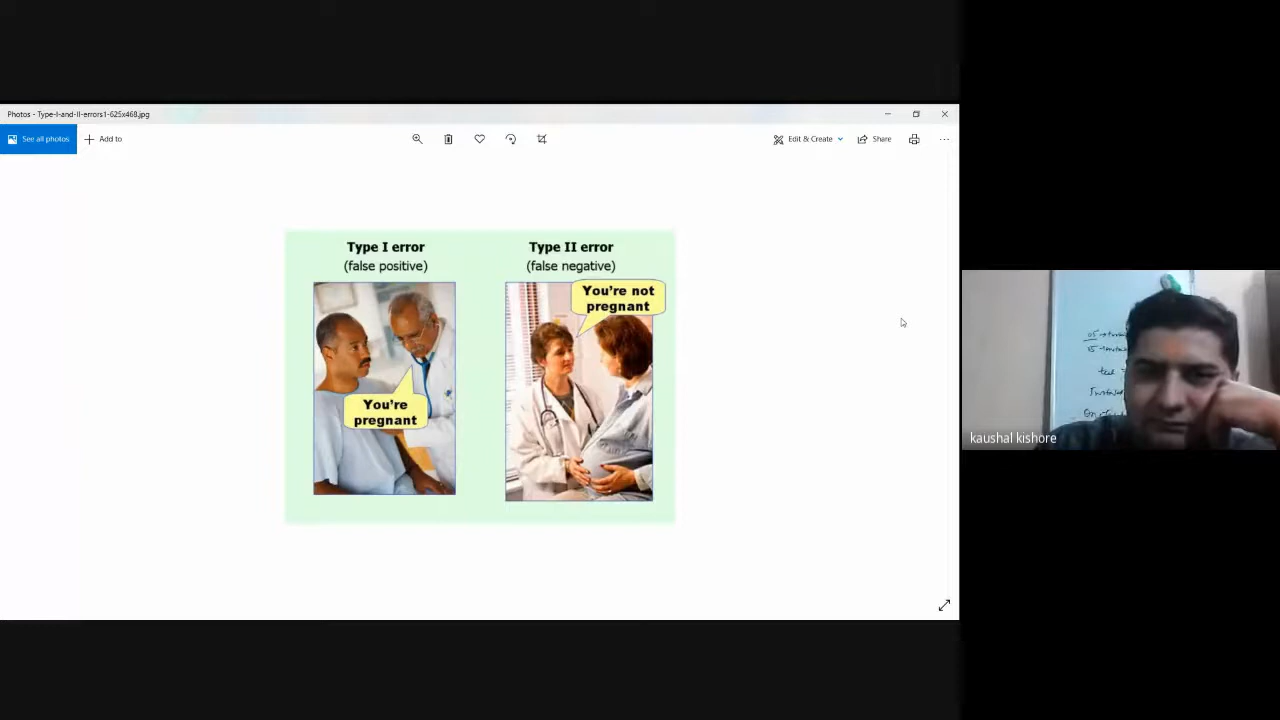 Photos - Type-I-and-II-errors1-625x468.jpg
See all photos
Add to
Edit & Create
Share
Type I error
(false positive)
You're
pregnant
Type II error
(false negative)
You're not
pregnant
kaushal kishore